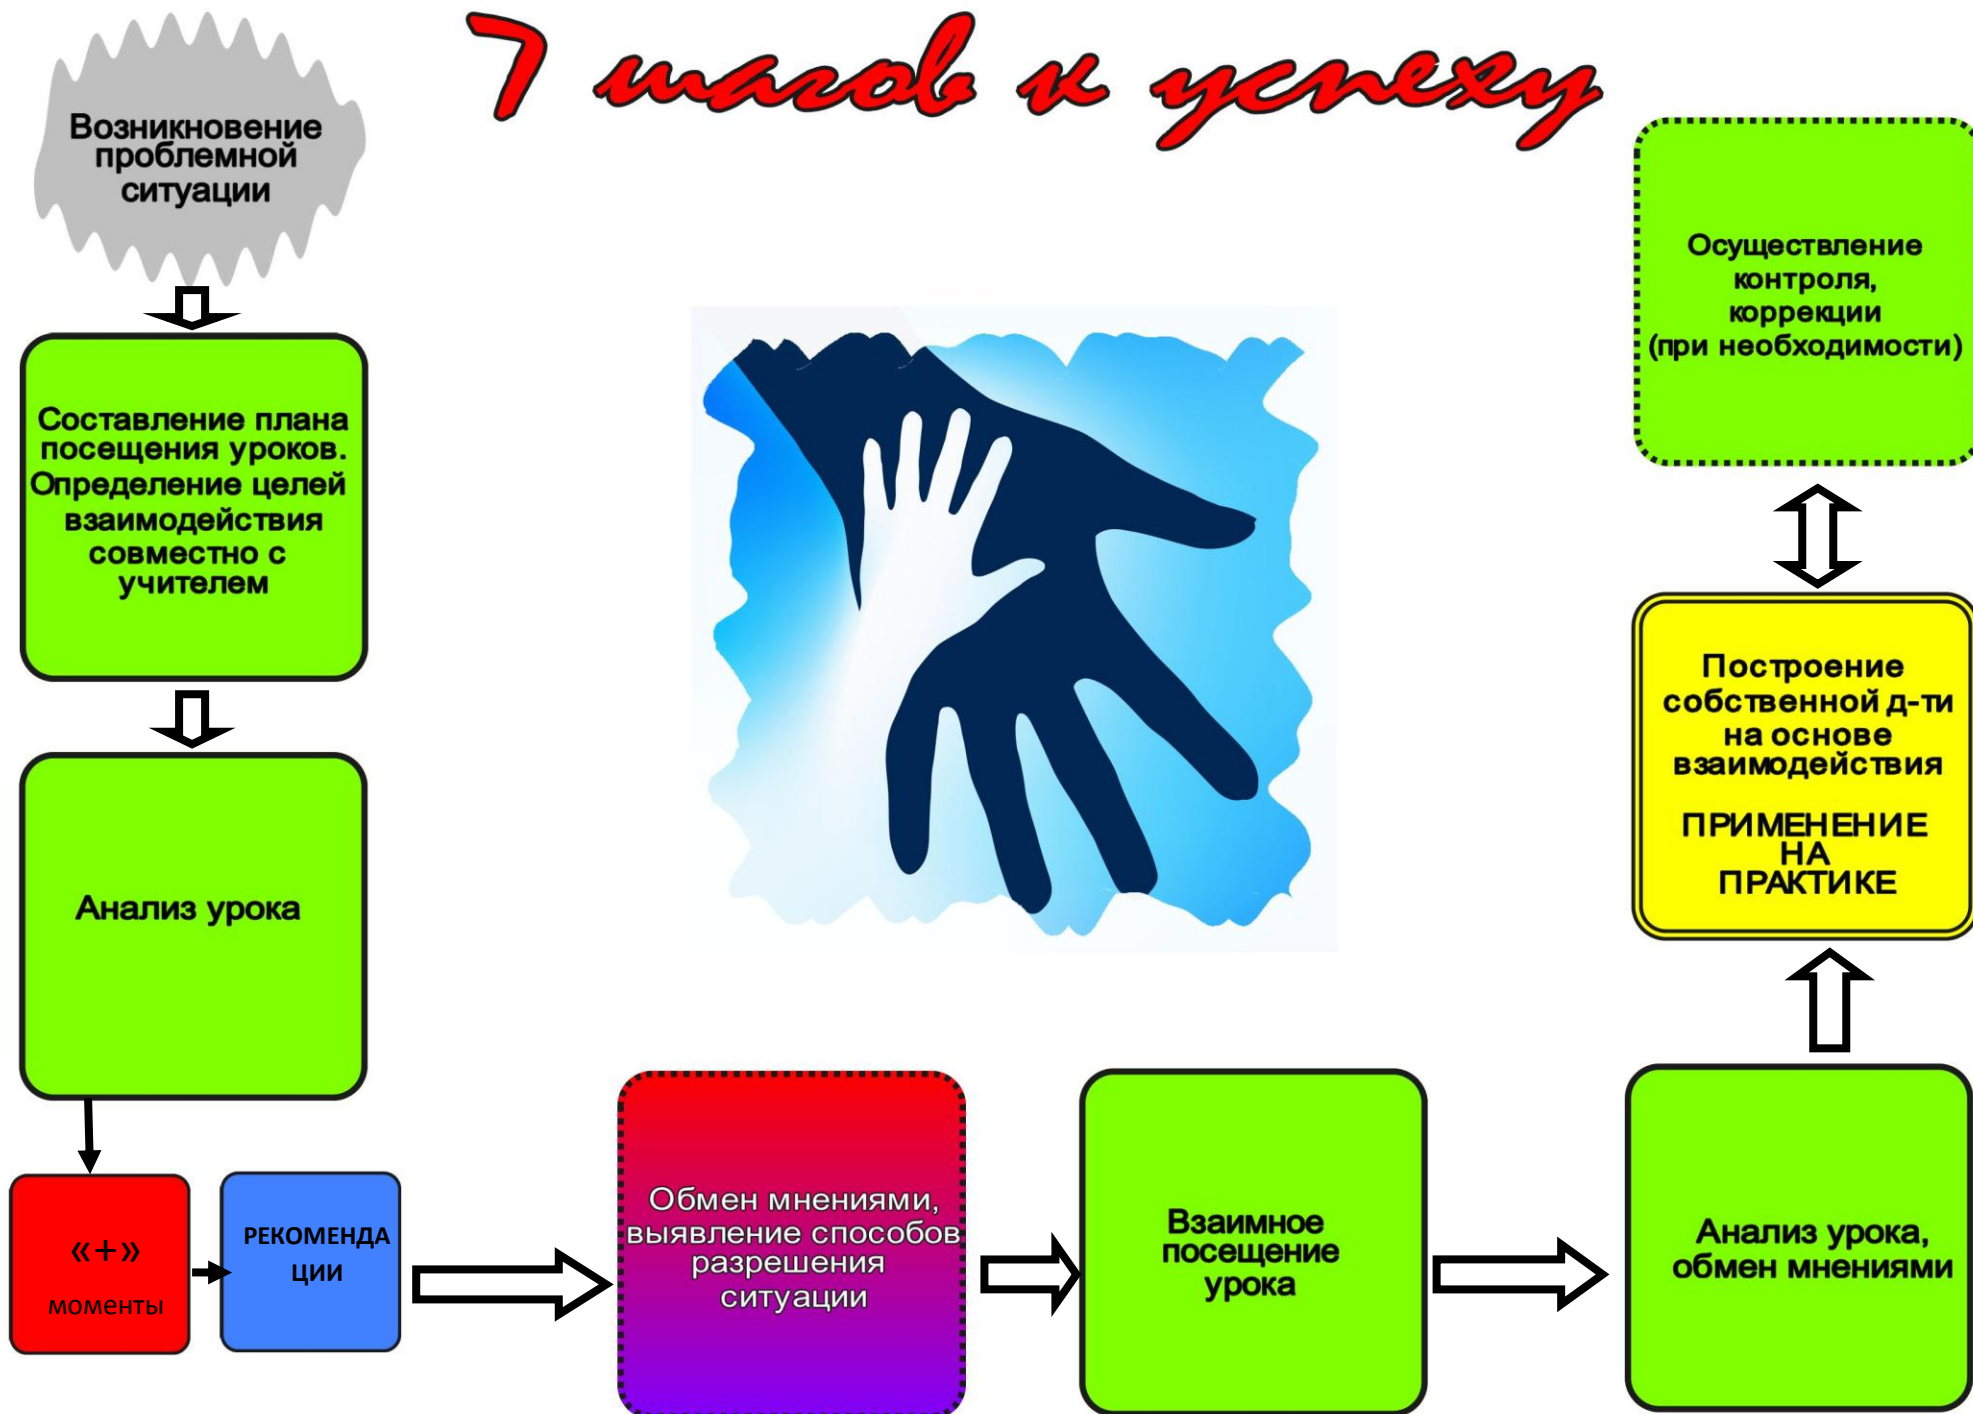 7 шагов к успеху
Возникновение
проблемной
ситуации
Составление плана
посещения уроков.
Определение целей
взаимодействия
совместно с
учителем
Анализ урока
«+»
моменты
РЕКОМЕНДА
ЦИИ
Обмен мнениями,
выявление способов
разрешения
ситуации
Взаимное
посещение
урока
Анализ урока,
обмен мнениями
Построение
собственной д-ти
на основе
взаимодействия
ПРИМЕНЕНИЕ
НА
ПРАКТИКЕ
Осуществление
контроля,
коррекции
(при необходимости)